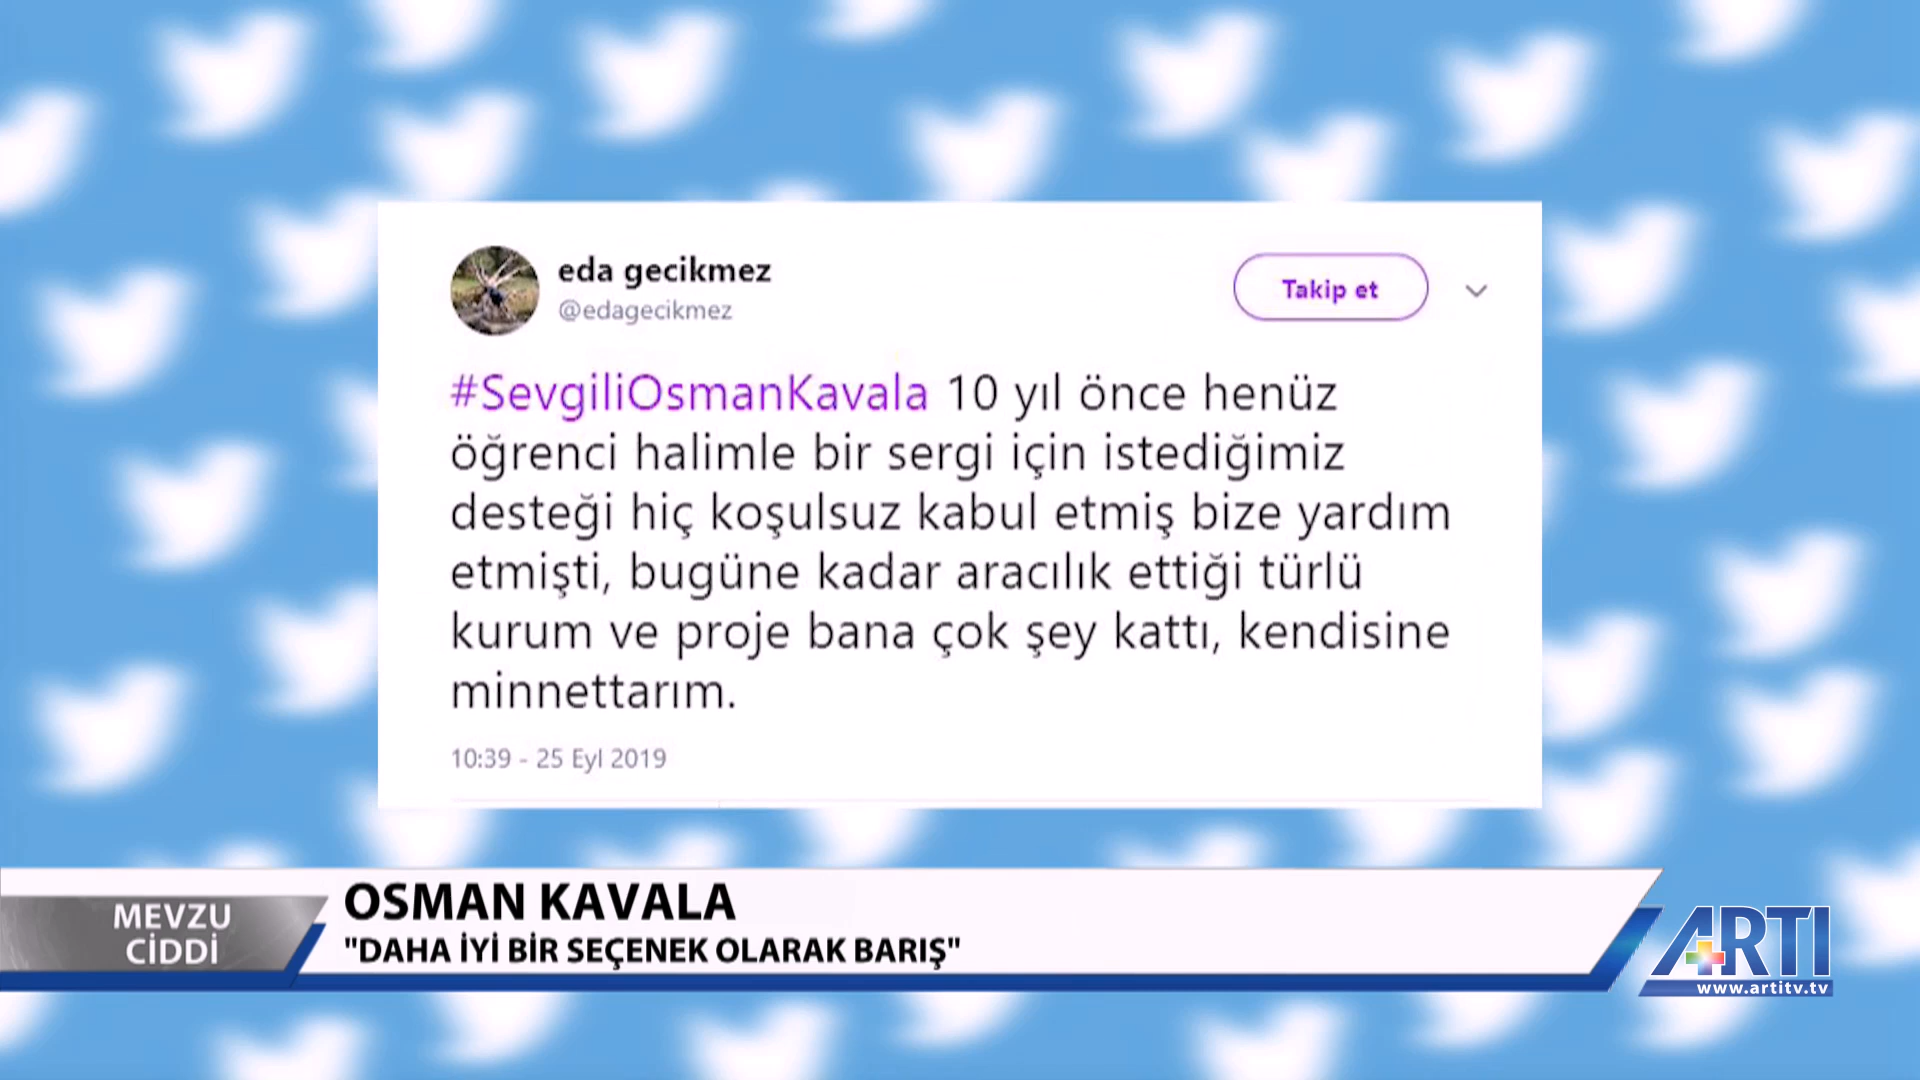 eda gecikmez
@edagecikmez
Takip et
#SevgiliOsmanKavala 10 yıl önce henüz
öğrenci halimle bir sergi için istediğimiz
desteği hiç koşulsuz kabul etmiş bize yardım
etmişti, bugüne kadar aracılık ettiği türlü
kurum ve proje bana çok şey kattı, kendisine
minnettarım.
10:39 - 25 Eyl 2019
MEVZU
CİDDİ
OSMAN KAVALA
"DAHA İYİ BİR SEÇENEK OLARAK BARIŞ"
ARTI
www.artitv.tv